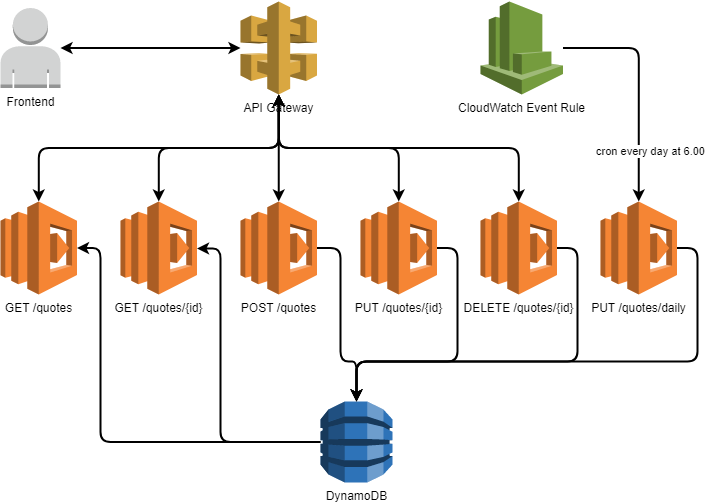 Frontend
API Gateway
CloudWatch Event Rule
cron every day at 6.00
GET /quotes
GET /quotes/{id}
POST /quotes
PUT /quotes/{id}
DELETE /quotes/{id}
PUT /quotes/daily
DynamoDB